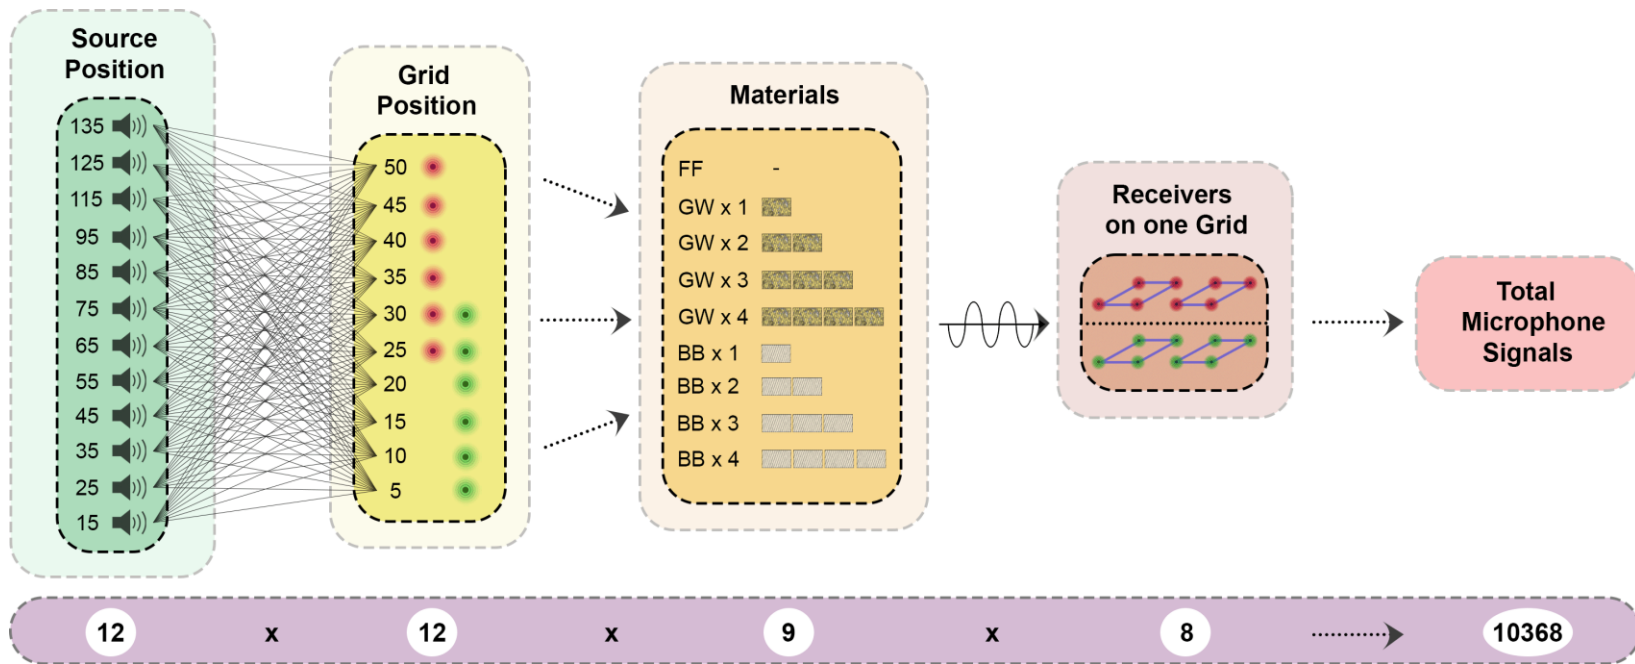 Source
Position
135
125
115
95
85
75
65
55
45
35
25
15
Grid
Position
50
45
40
35
30
25
20
15
10
5
Materials
FF -
GW x 1
GW x 2
GW x 3
GW x 4
BB x 1
BB x 2
BB x 3
BB x 4
Receivers
on one Grid
Total
Microphone
Signals
12 x 12 x 9 x 8 10368